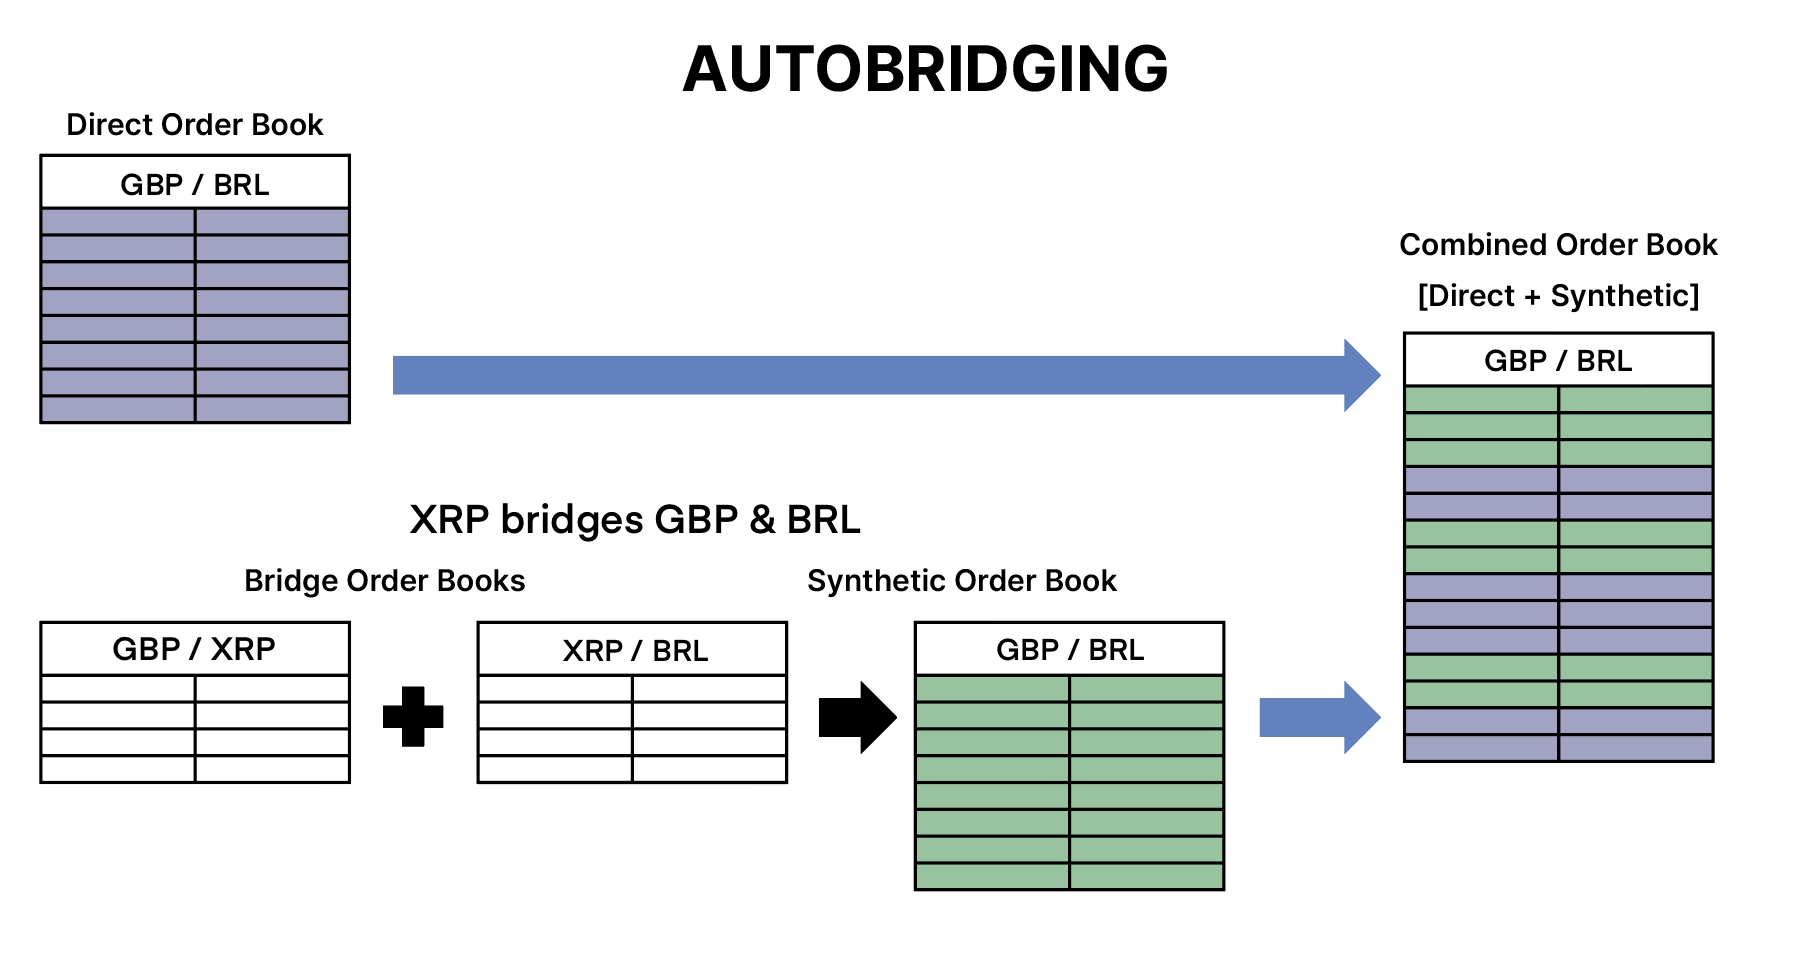 AUTOBRIDGING
Direct Order Book
GBP / BRL
Combined Order Book
[Direct + Synthetic]
GBP / BRL
XRP bridges GBP & BRL
Bridge Order Books
Synthetic Order Book
GBP / XRP
XRP / BRL
GBP / BRL